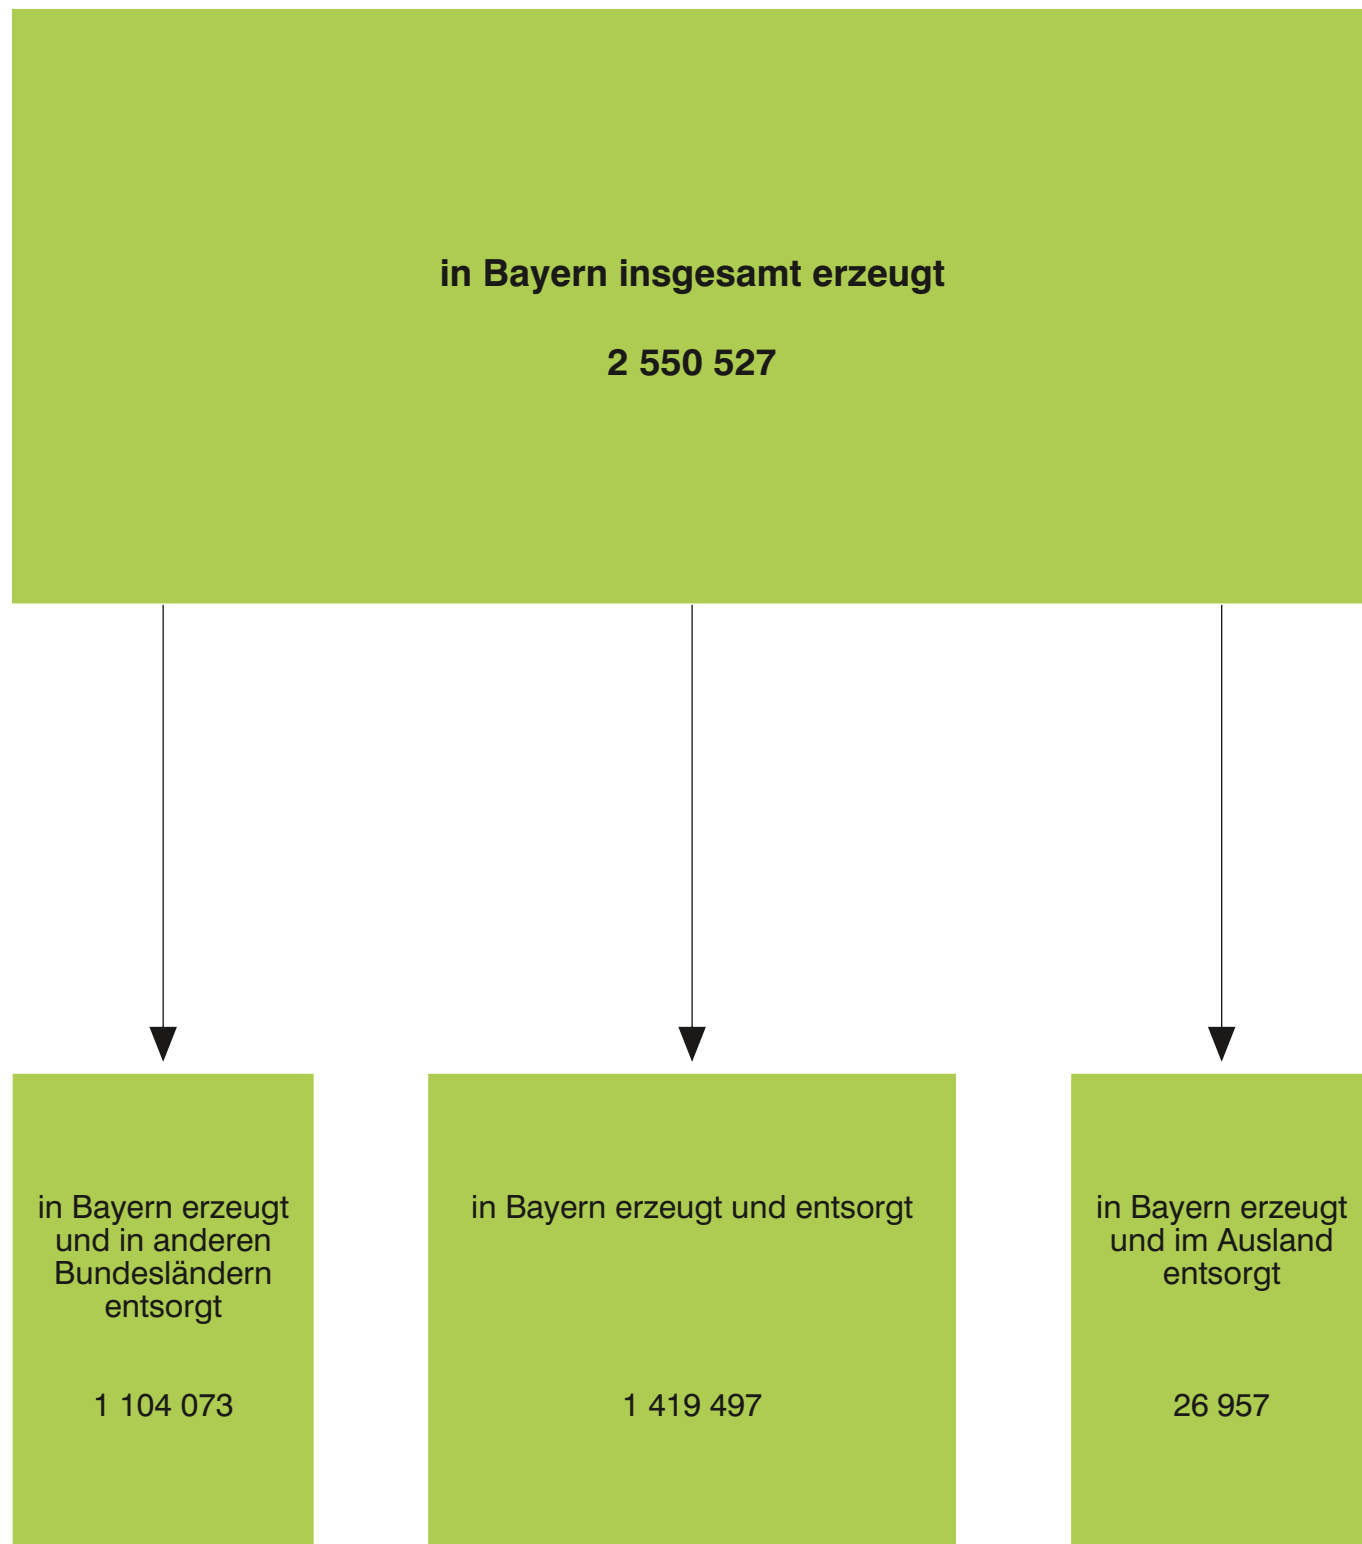 in Bayern insgesamt erzeugt
2 550 527
in Bayern erzeugt
und in anderen
Bundesländern
entsorgt
1 104 073
in Bayern erzeugt und entsorgt
1 419 497
in Bayern erzeugt
und im Ausland
entsorgt
26 957